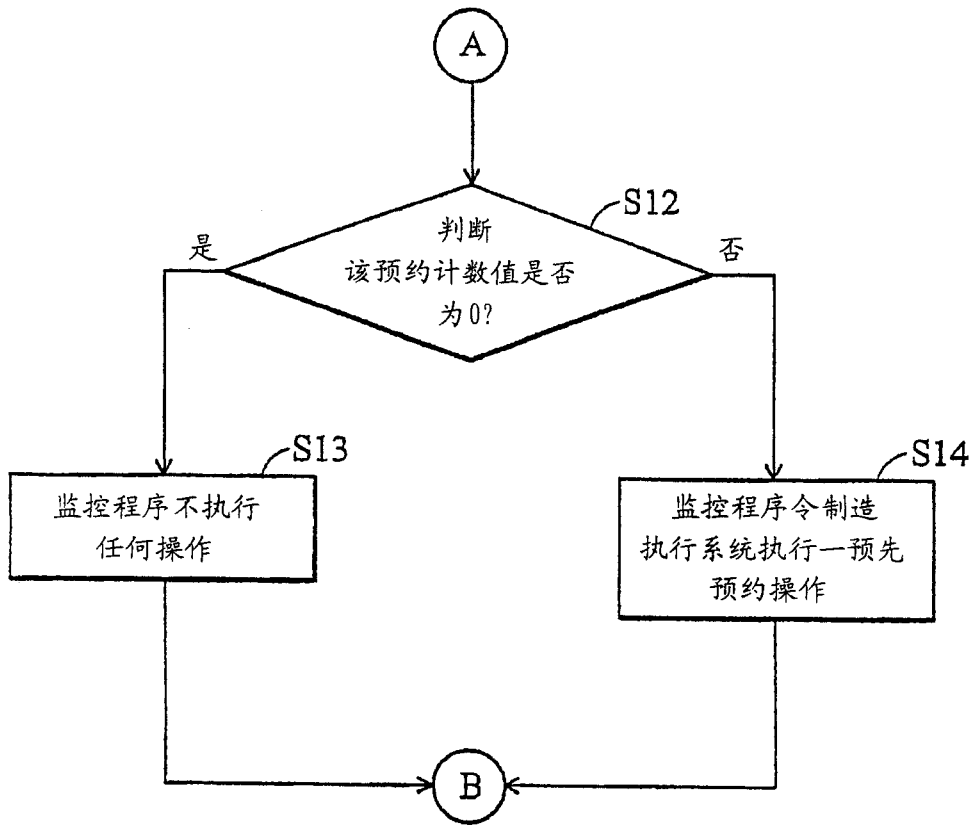 A
S12
判断
该预约计数值是否
为0?
是
否
S13
监控程序不执行
任何操作
S14
监控程序令制造
执行系统执行一预先
预约操作
B